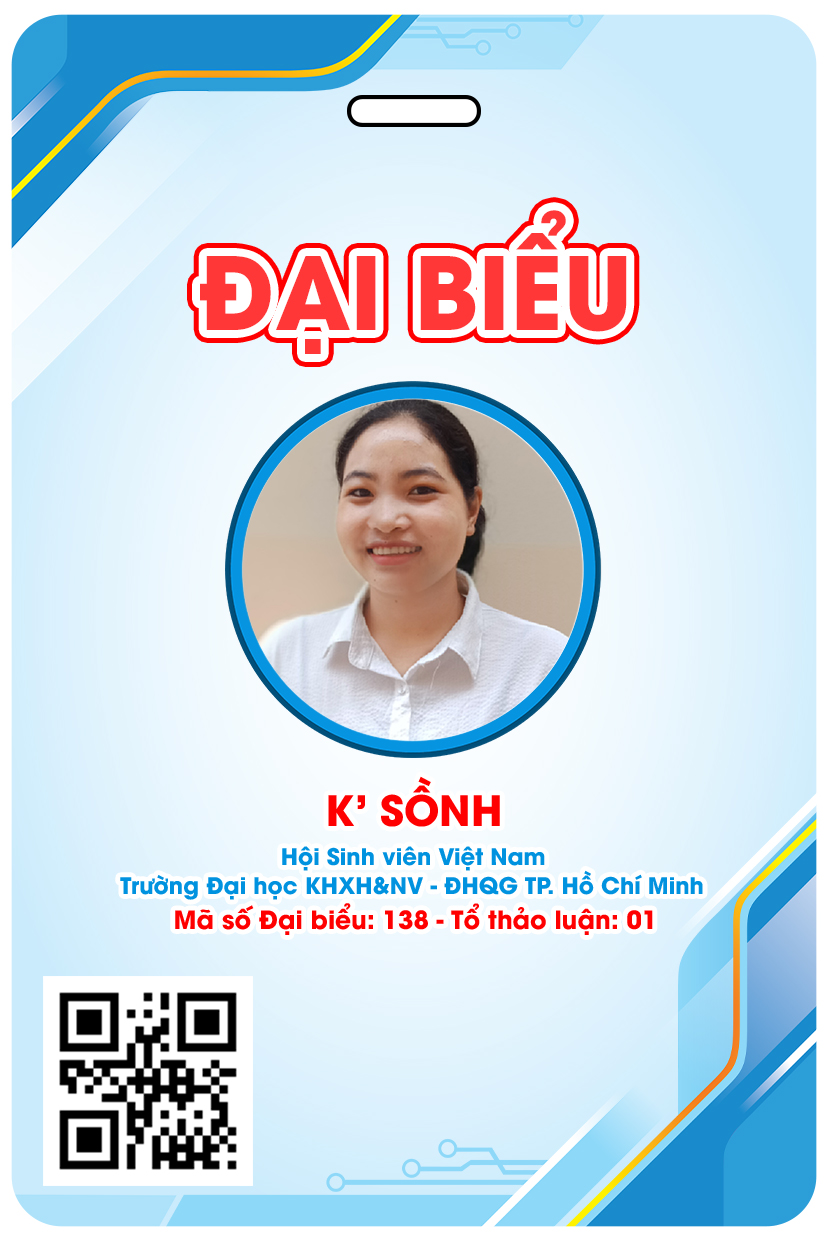 ĐẠI BIỂU
K’ SỒNH
Hội Sinh viên Việt Nam
Trường Đại học KHXH&NV - ĐHQG TP. Hồ Chí Minh
Mã số Đại biểu: 138 - Tổ thảo luận: 01